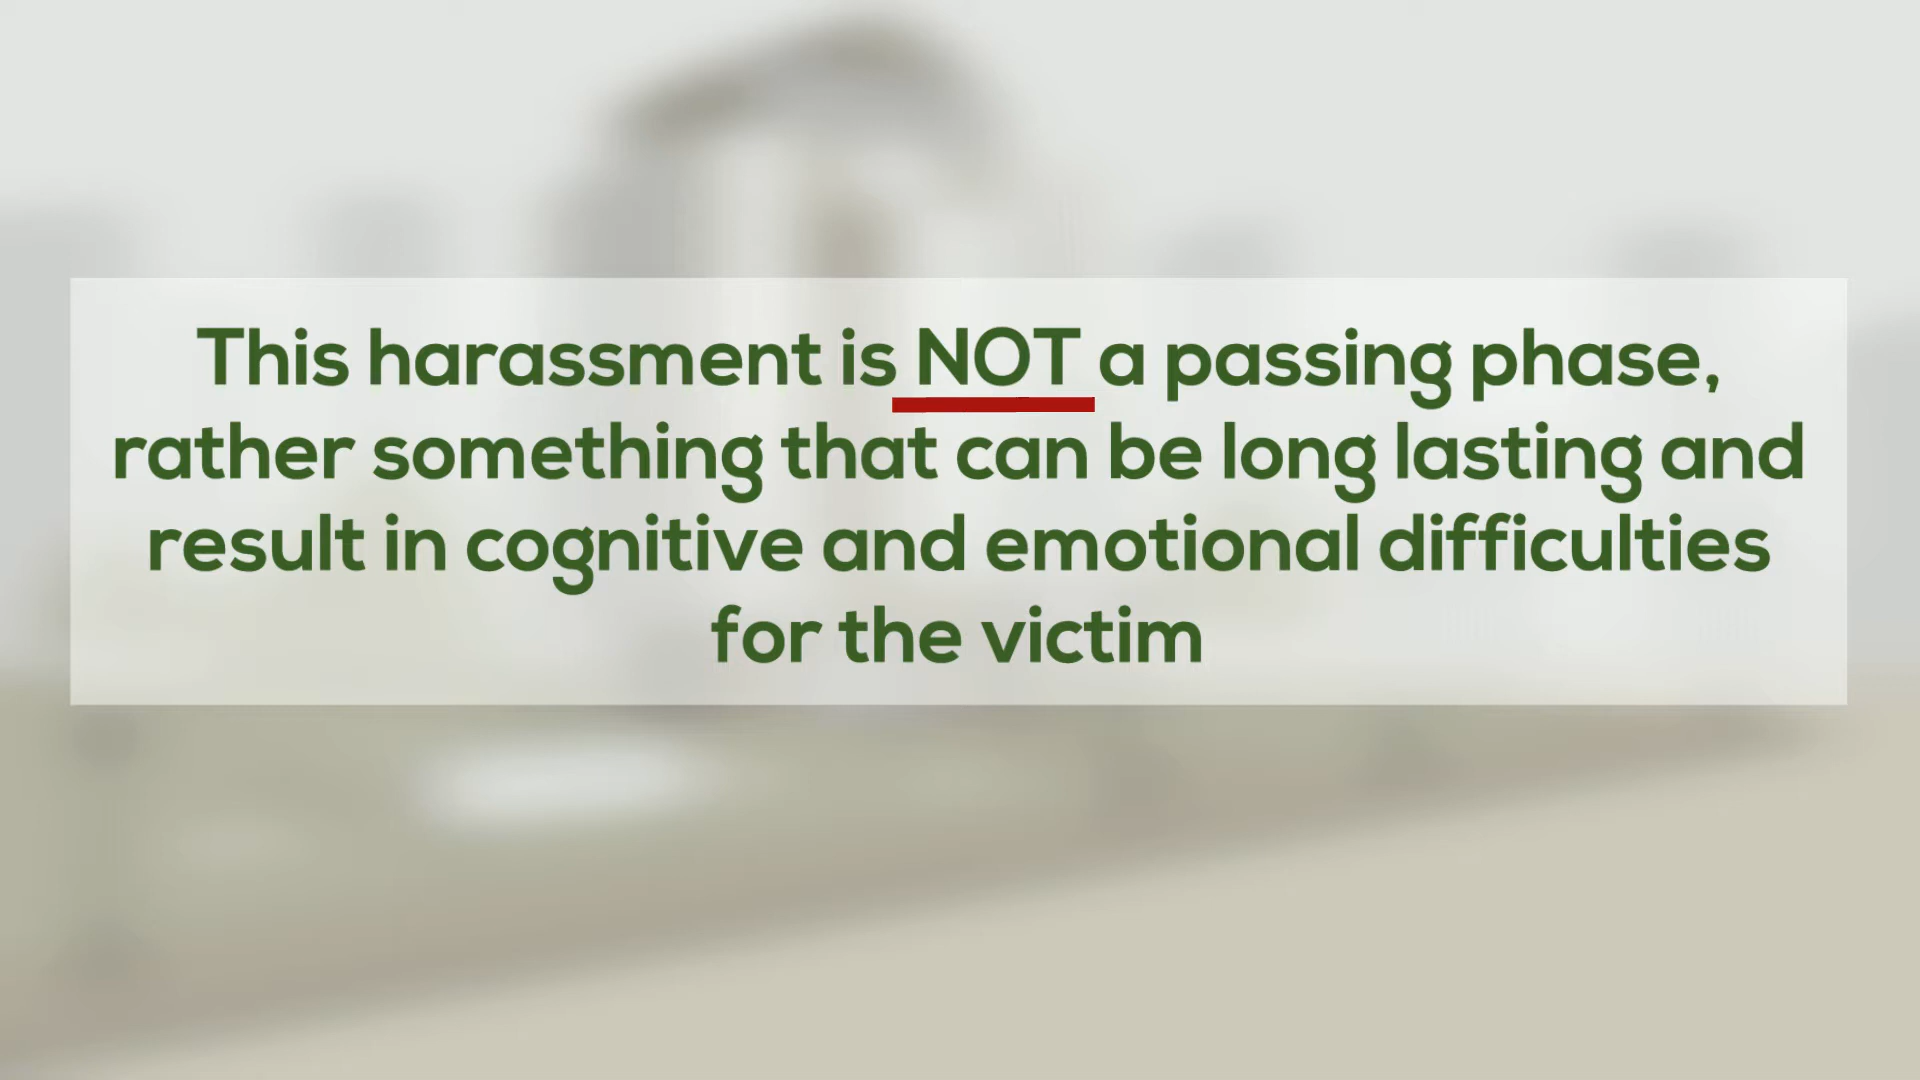 This harassment is NOT a passing phase,
rather something that can be long lasting and
result in cognitive and emotional difficulties
for the victim